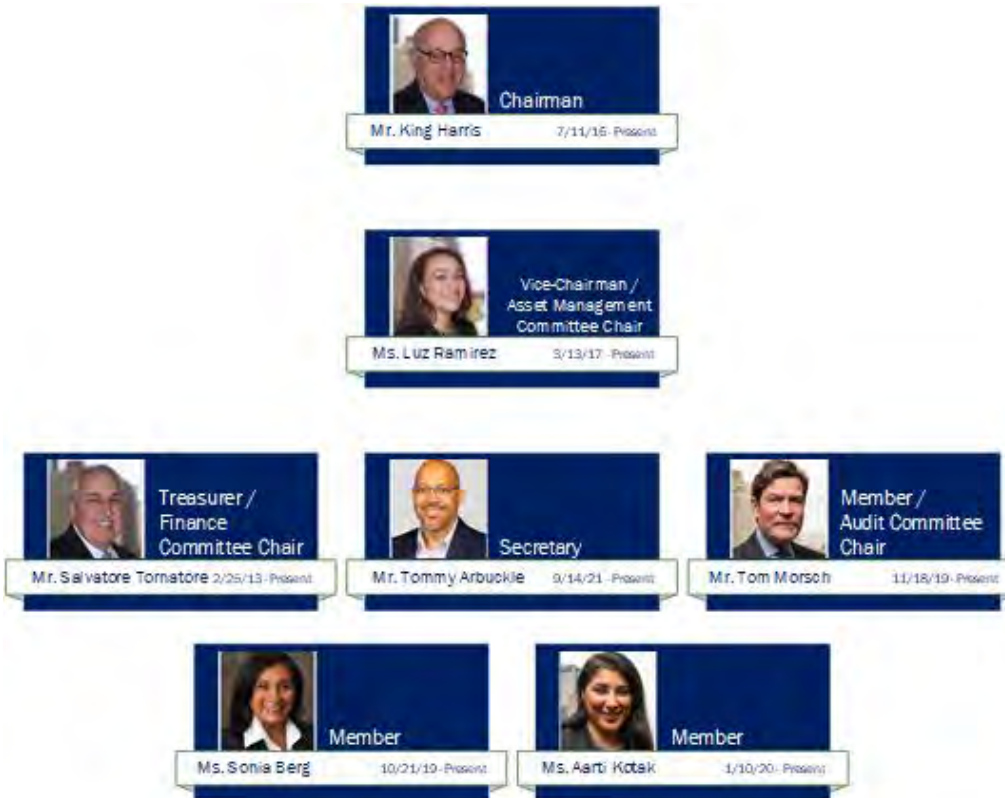 Chairman
Mr. King Harris 7/11/16- Present
Vice-Chairman /
Asset Management
Committee Chair
Ms. Luz Ramirez 3/13/17 - Present
Treasurer /
Finance
Committee Chair
Mr. Salvatore Tornatore 2/25/13 - Present
Secretary
Mr. Tommy Arbuckle 9/14/21 - Present
Member /
Audit Committee
Chair
Mr. Tom Morsch 11/18/19 - Present
Member
Ms. Sonia Berg 10/21/19 - Present
Member
Ms. Aarti Kotak 1/10/20 - Present